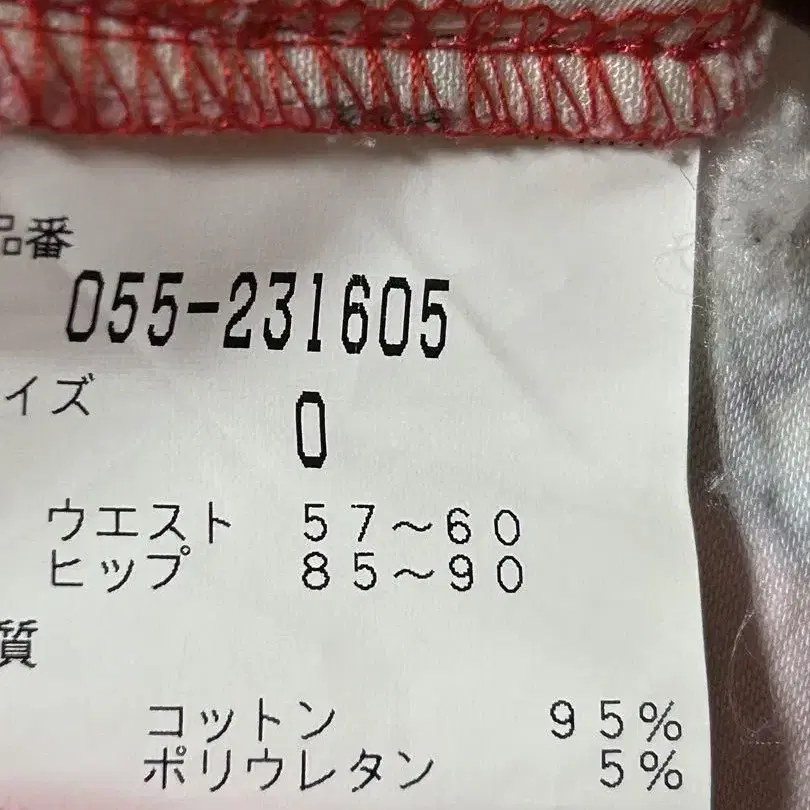 品番
055-231605
イズ
0
ウエスト 57〜60
ヒップ 85〜90
質
コットン 95%
ポリウレタン 5%